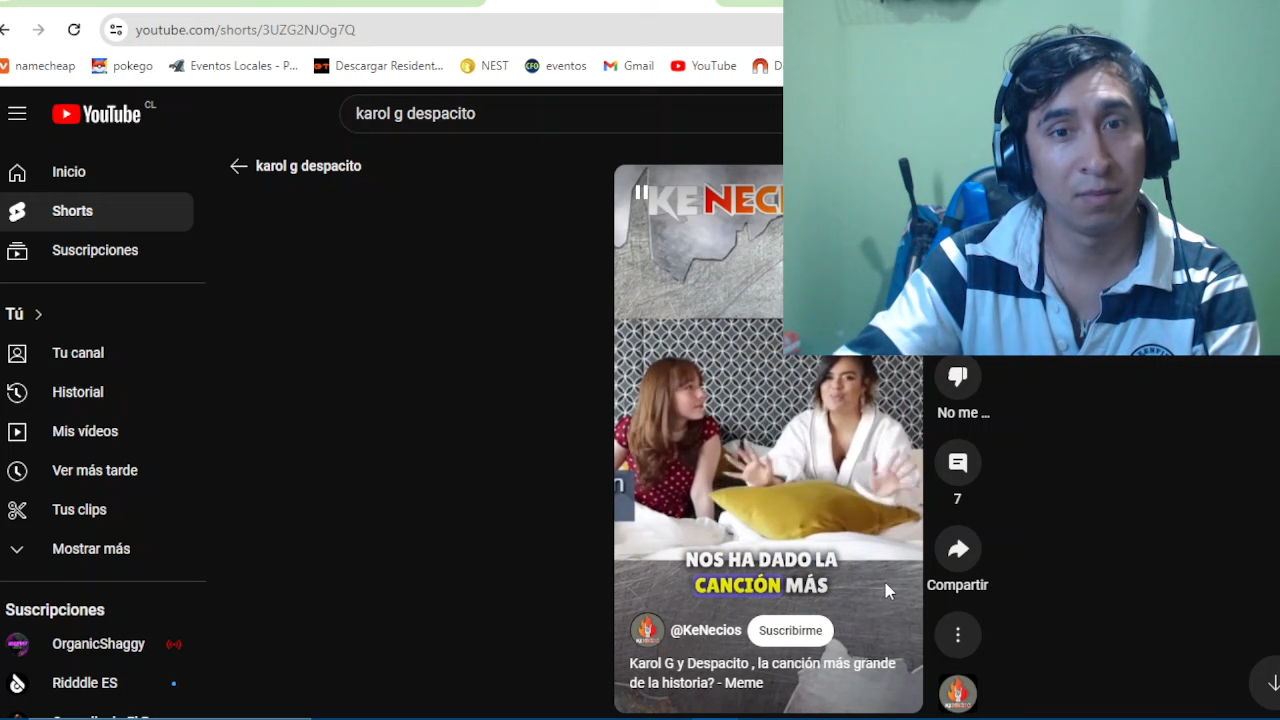 youtube.com/shorts/3UZG2NJOg7Q
namecheap
pokego
Eventos Locales - P...
Descargar Resident...
NEST
CFO
eventos
Gmail
YouTube
D
YouTube CL
karol g despacito
Inicio
Shorts
Suscripciones
Tú
Tu canal
Historial
Mis vídeos
Ver más tarde
Tus clips
Mostrar más
Suscripciones
OrganicShaggy
Ridddle ES
karol g despacito
"KE NECI
n
NOS HA DADO LA
CANCIÓN MÁS
@KeNecios
Suscribirme
Karol G y Despacito , la canción más grande
de la historia? - Meme
No me ...
7
Compartir